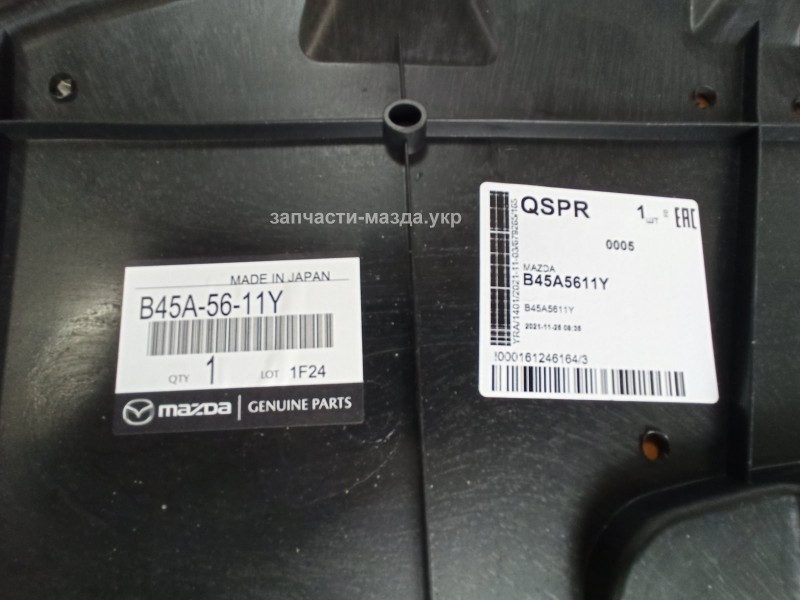 запчасти-мазда.укр
MADE IN JAPAN
B45A-56-11Y
QTY 1 LOT 1F24
mazda GENUINE PARTS
QSPR 1 шт EAC
0005
MAZDA
B45A5611Y
B45A5611Y
2021-11-25 08:35
!000161246164/3